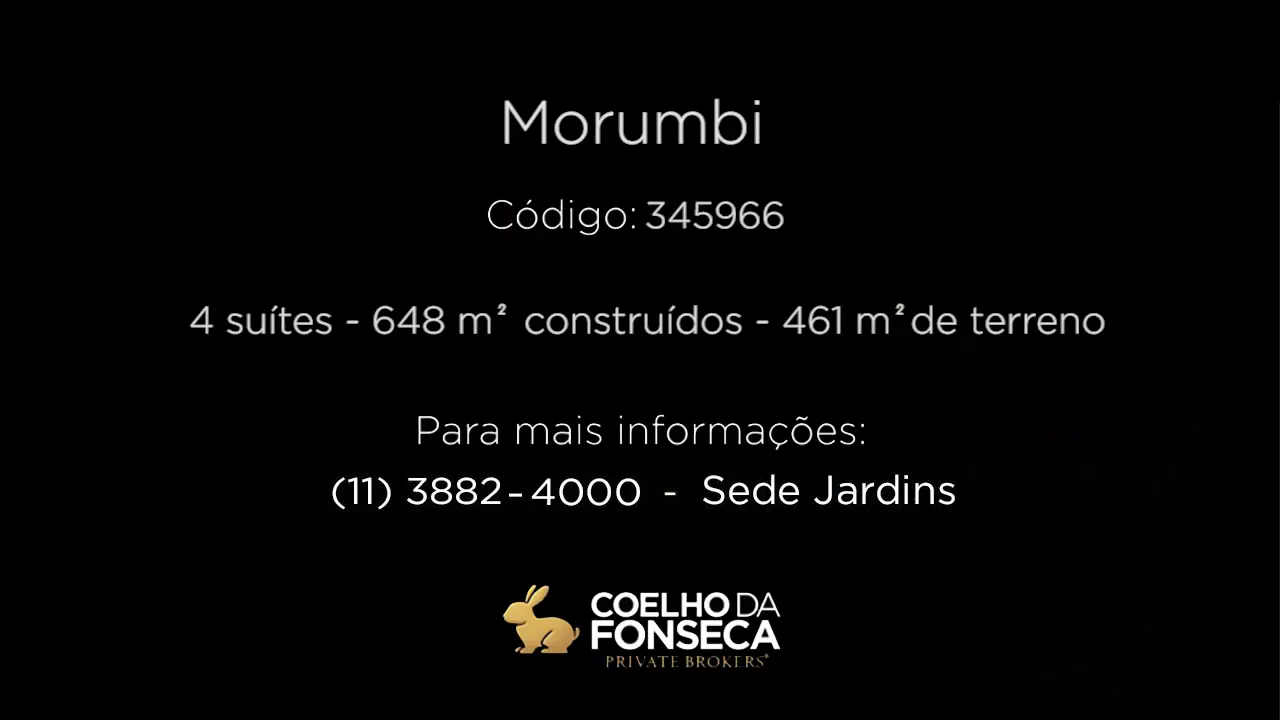 Morumbi
Código: 345966
4 suítes - 648 m² construídos - 461 m² de terreno
Para mais informações:
(11) 3882-4000 - Sede Jardins
COELHO DA
FONSECA
PRIVATE BROKERS®